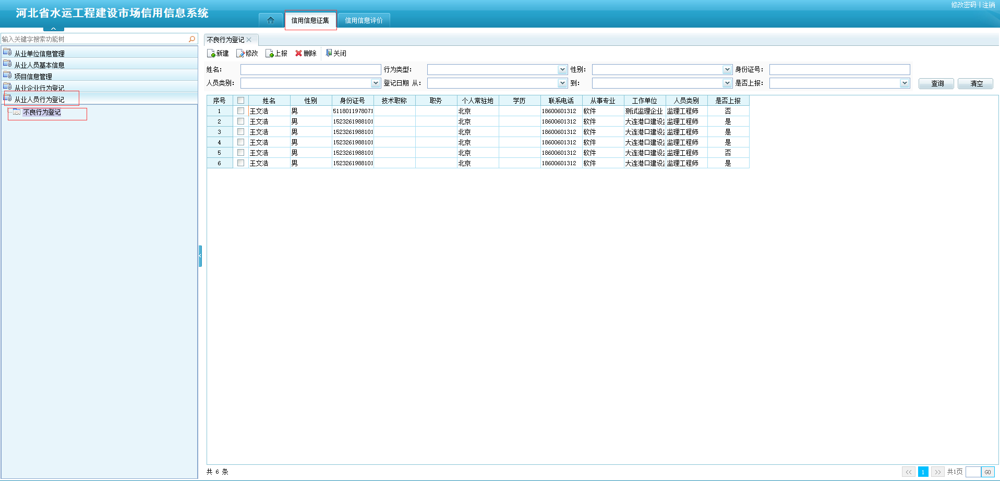 修改密码 | 注销
河北省水运工程建设市场信用信息系统
信用信息征集 信用信息评价
输入关键字搜索功能树
从业单位信息管理
从业人员基本信息
项目信息管理
从业企业行为登记
从业人员行为登记
不良行为登记
不良行为登记
新建 修改 上报 删除 关闭
姓名: 行为类型: 性别: 身份证号:
人员类别: 登记日期 从: 到: 是否上报: 查询 清空
序号 姓名 性别 身份证号 技术职称 职务 个人常驻地 学历 联系电话 从事专业 工作单位 人员类别 是否上报
1 王文浩 男 5118011978071 北京 18600601312 软件 测试监理企业 监理工程师 否
2 王文浩 男 1523261988101 北京 18600601312 软件 大连港口建设 监理工程师 是
3 王文浩 男 1523261988101 北京 18600601312 软件 大连港口建设 监理工程师 是
4 王文浩 男 1523261988101 北京 18600601312 软件 大连港口建设 监理工程师 是
5 王文浩 男 1523261988101 北京 18600601312 软件 大连港口建设 监理工程师 否
6 王文浩 男 1523261988101 北京 18600601312 软件 大连港口建设 监理工程师 是
共 6 条
<< 1 >> 共1页 GO